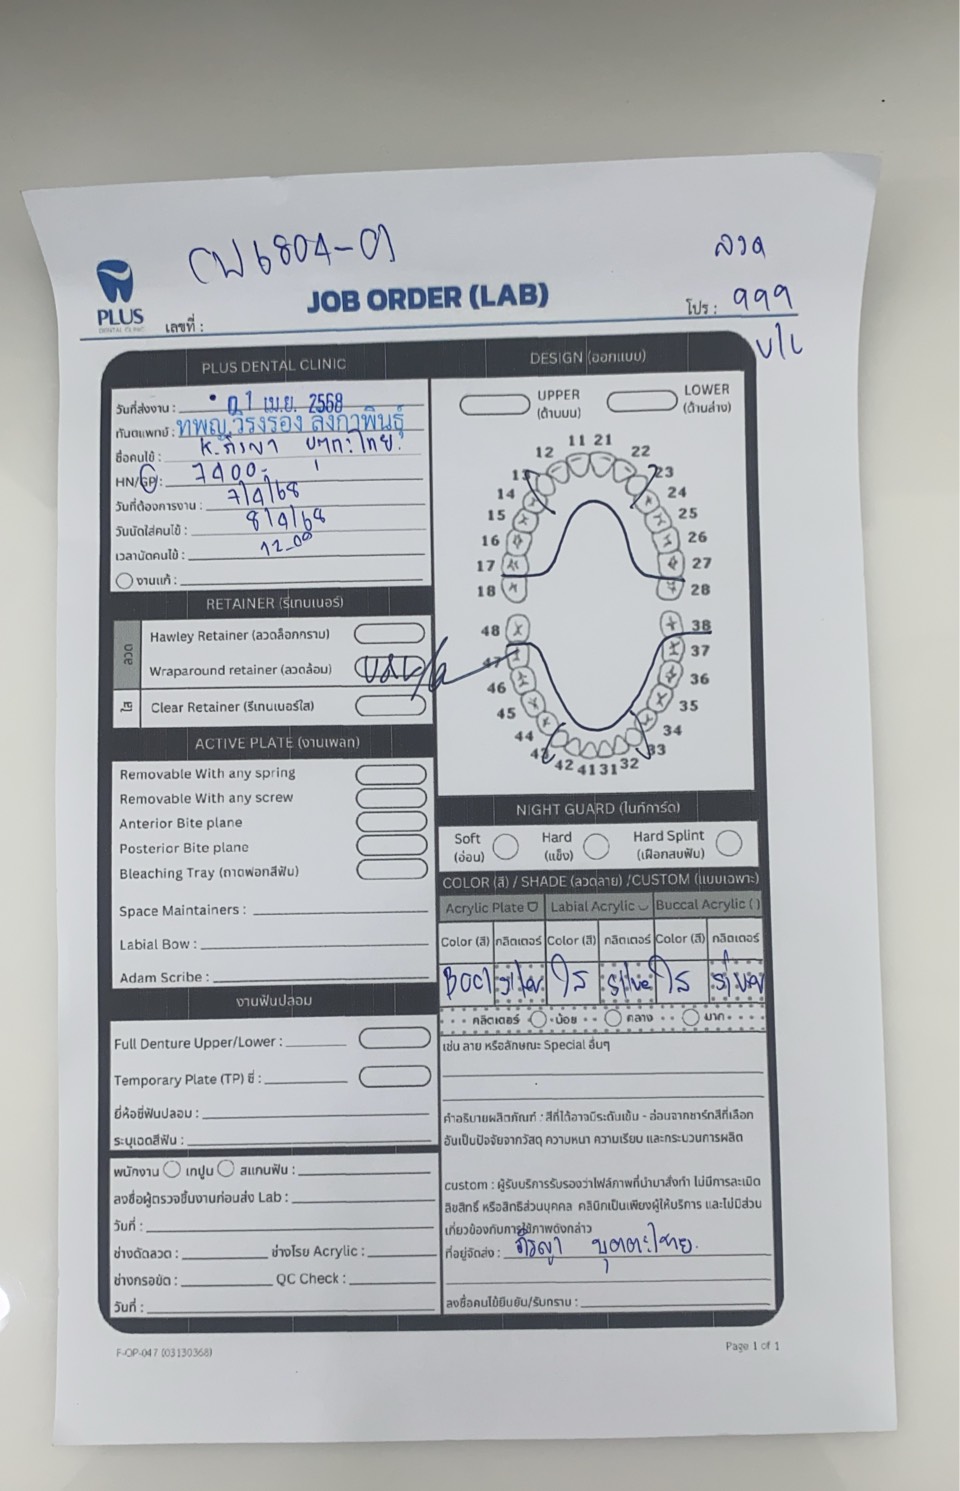 CW6804-01
ลวด
PLUS
DENTAL CLINIC
JOB ORDER (LAB)
เลขที่ :
โปร : 999
U/L
PLUS DENTAL CLINIC
วันที่ส่งงาน : 01 เม.ย. 2568
ทันตแพทย์ : ทพญ.วิรงรอง ลังกาพินธุ์
ชื่อคนไข้ : K. ภิรญา บุตตะไทย.
HN/GP : 7400.-
วันที่ต้องการงาน : 7/4/68
วันนัดใส่คนไข้ : 8/4/68
เวลานัดคนไข้ : 12.00
งานแก้ :
DESIGN (ออกแบบ)
UPPER
(ด้านบน)
LOWER
(ด้านล่าง)
11 21
12 22
13 23
14 24
15 25
16 26
17 27
18 28
48 38
47 37
46 36
45 35
44 34
43 33
42 41 31 32
RETAINER (รีเทนเนอร์)
ลวด
Hawley Retainer (ลวดล็อกกราม)
Wraparound retainer (ลวดล้อม)
ใส
Clear Retainer (รีเทนเนอร์ใส)
ACTIVE PLATE (งานเพลท)
Removable With any spring
Removable With any screw
Anterior Bite plane
Posterior Bite plane
Bleaching Tray (ถาดฟอกสีฟัน)
Space Maintainers :
Labial Bow :
Adam Scribe :
NIGHT GUARD (ไนท์การ์ด)
Soft
(อ่อน)
Hard
(แข็ง)
Hard Splint
(เฝือกสบฟัน)
COLOR (สี) / SHADE (ลวดลาย) /CUSTOM (แบบเฉพาะ)
Acrylic Plate Labial Acrylic Buccal Acrylic ( )
Color (สี) กลิตเตอร์ Color (สี) กลิตเตอร์ Color (สี) กลิตเตอร์
B001 silver ใส silver ใส silver
กลิตเตอร์ น้อย กลาง มาก
เช่น ลาย หรือลักษณะ Special อื่นๆ
งานฟันปลอม
Full Denture Upper/Lower :
Temporary Plate (TP) ซี่ :
ยี่ห้อซี่ฟันปลอม :
ระบุเฉดสีฟัน :
คำอธิบายผลิตภัณฑ์ : สีที่ได้อาจมีระดับเข้ม - อ่อนจากชาร์ทสีที่เลือก
อันเป็นปัจจัยจากวัสดุ ความหนา ความเรียบ และกระบวนการผลิต
พนักงาน เทปูน สแกนฟัน :
ลงชื่อผู้ตรวจชิ้นงานก่อนส่ง Lab :
วันที่ :
ช่างดัดลวด : ช่างโรย Acrylic :
ช่างกรอขัด : QC Check :
วันที่ :
custom : ผู้รับบริการรับรองว่าไฟล์ภาพที่นำมาสั่งทำ ไม่มีการละเมิด
ลิขสิทธิ์ หรือสิทธิส่วนบุคคล คลินิกเป็นเพียงผู้ให้บริการ และไม่มีส่วน
เกี่ยวข้องกับการใช้ภาพดังกล่าว
ที่อยู่จัดส่ง : ภิรญา บุตตะไทย.
ลงชื่อคนไข้ยืนยัน/รับทราบ :
F-OP-047 (03130368)
Page 1 of 1